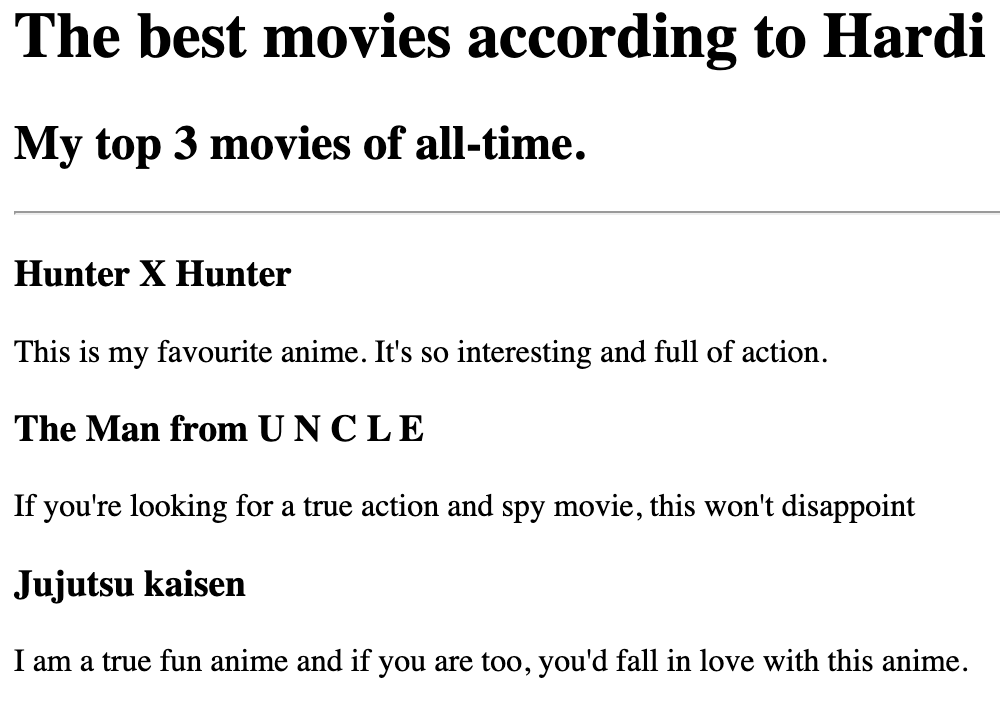 The best movies according to Hardi
My top 3 movies of all-time.
Hunter X Hunter
This is my favourite anime. It's so interesting and full of action.
The Man from U N C L E
If you're looking for a true action and spy movie, this won't disappoint
Jujutsu kaisen
I am a true fun anime and if you are too, you'd fall in love with this anime.